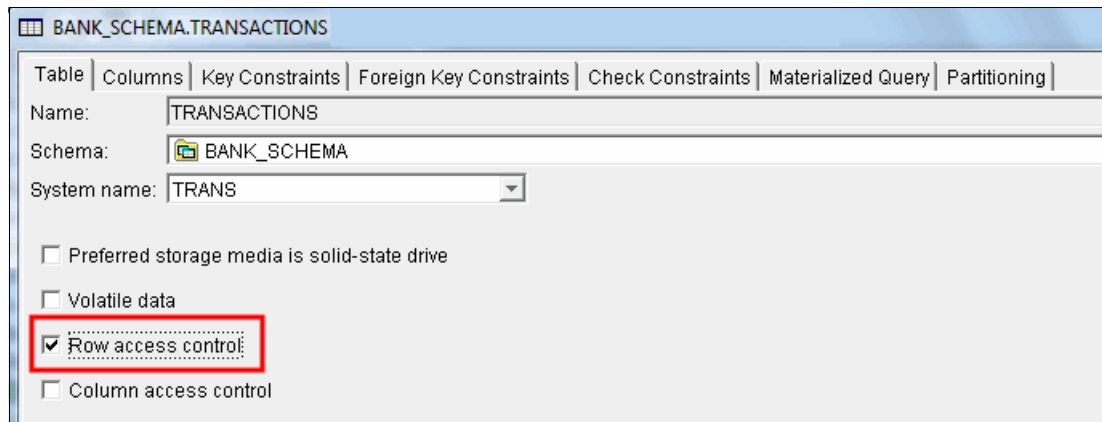 BANK_SCHEMA.TRANSACTIONS
Table Columns Key Constraints Foreign Key Constraints Check Constraints Materialized Query Partitioning
Name: TRANSACTIONS
Schema: BANK_SCHEMA
System name: TRANS
Preferred storage media is solid-state drive
Volatile data
Row access control
Column access control